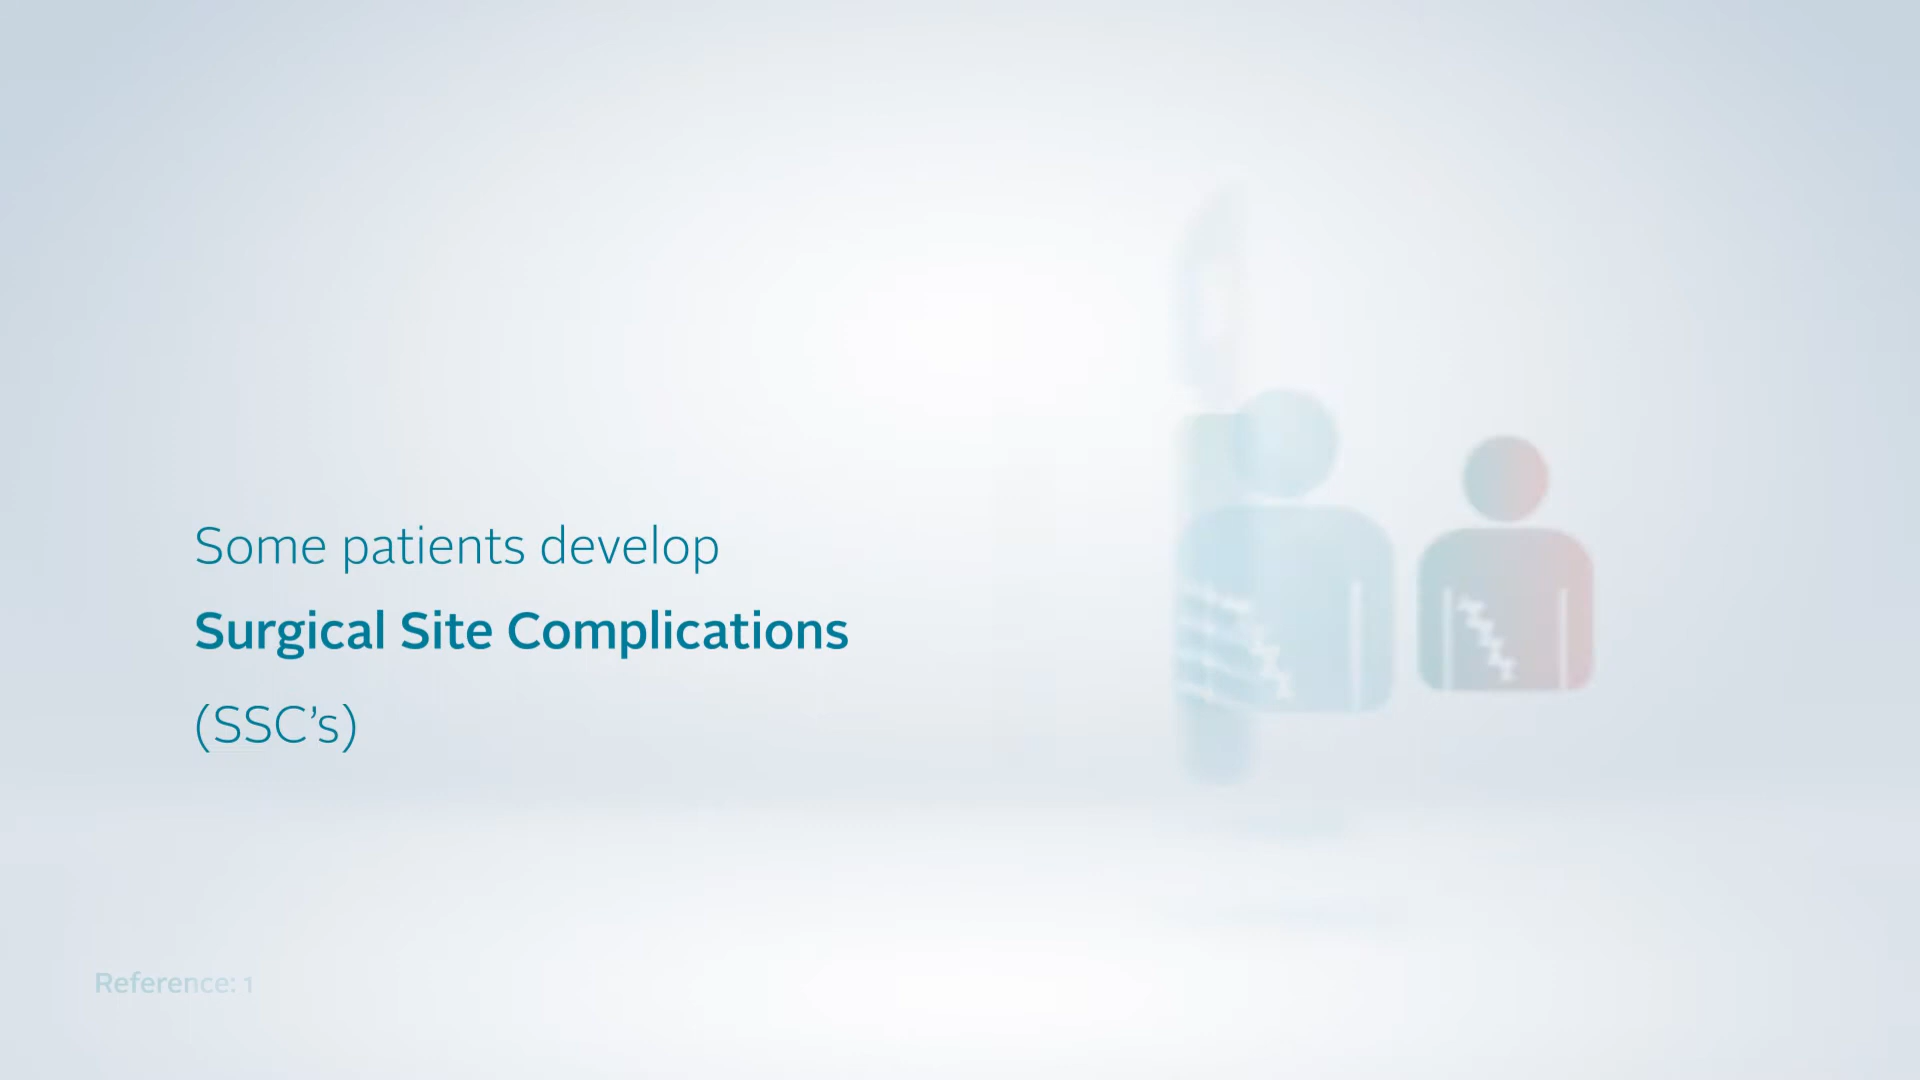 Some patients develop
Surgical Site Complications
(SSC’s)
Reference: 1